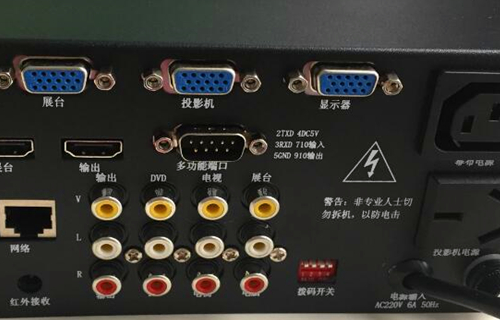 展台 投影机 显示器
2TXD 4DC5V
3RXD 710输入
5GND 910输出
展台 输出 多功能端口
输出 DVD 电视 展台
V
警告：非专业人士切
勿拆机，以防电击
L
网络
R
投影机电源
红外接收
拨码开关
电源输入
AC220V 6A 50Hz